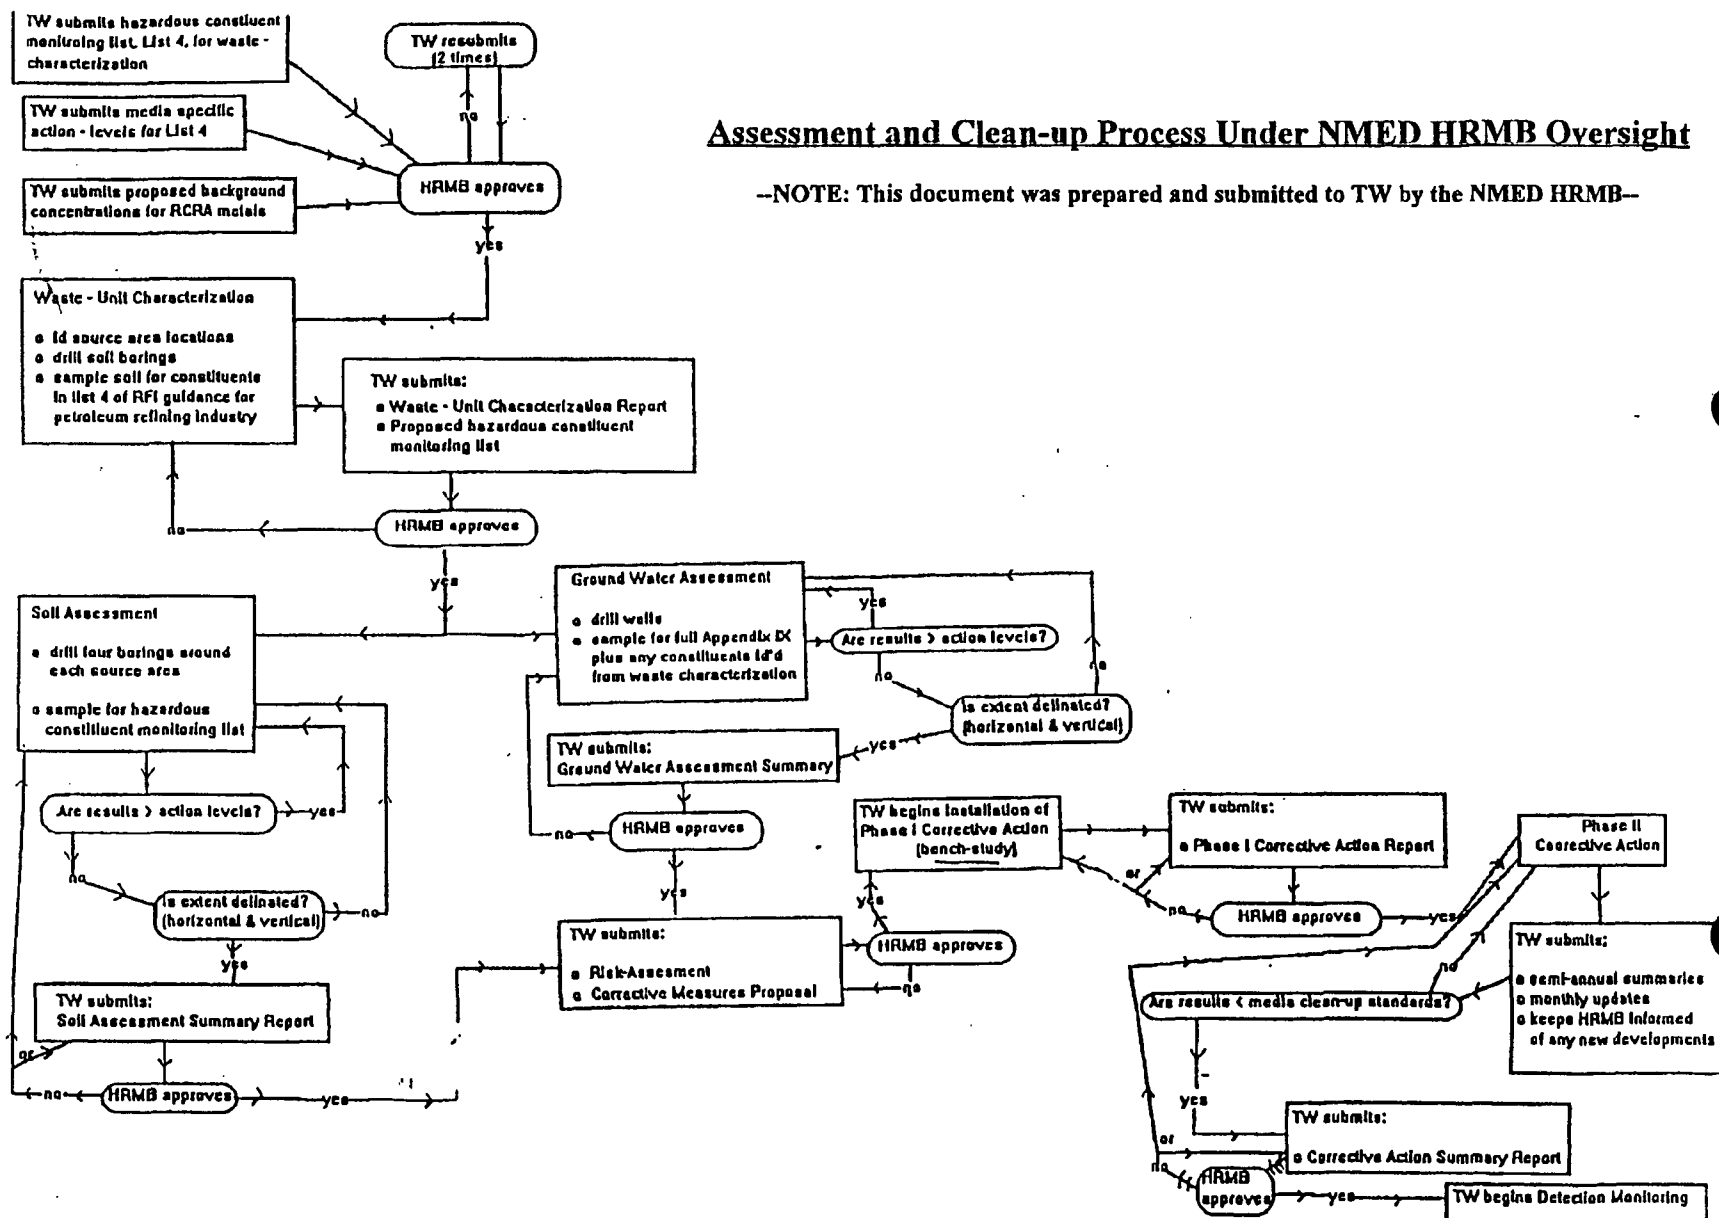 TW submits hazardous constituent
monitroing list, List 4, for waste -
characterization
TW resubmits
(2 times)
no
TW submits media specific
action - levels for List 4
HRMB approves
TW submits proposed background
concentrations for RCRA metals
yes
Assessment and Clean-up Process Under NMED HRMB Oversight
--NOTE: This document was prepared and submitted to TW by the NMED HRMB--
Waste - Unit Characterization
o id source area locations
o drill soil borings
o sample soil for constituents
in list 4 of RFI guidance for
petroleum refining industry
TW submits:
o Waste - Unit Characterization Report
o Proposed hazardous constituent
monitoring list
HRMB approves
no
yes
Soil Assessment
o drill four borings around
each source area
o sample for hazardous
constituent monitoring list
Are results > action levels?
yes
no
Is extent delinated?
(horizontal & vertical)
no
yes
TW submits:
Soil Assessment Summary Report
or
no
HRMB approves
yes
Ground Water Assessment
o drill wells
o sample for full Appendix IX
plus any constituents id'd
from waste characterization
yes
Are results > action levels?
no
no
Is extent delinated?
(horizontal & vertical)
yes
TW submits:
Ground Water Assessment Summary
no
HRMB approves
yes
TW submits:
o Risk-Assesment
o Corrective Measures Proposal
HRMB approves
no
yes
TW begins installation of
Phase I Corrective Action
(bench-study)
TW submits:
o Phase I Corrective Action Report
or
no
HRMB approves
yes
Phase II
Coorective Action
TW submits:
o semi-annual summaries
o monthly updates
o keeps HRMB informed
of any new developments
no
Are results < media clean-up standards?
yes
TW submits:
o Corrective Action Summary Report
or
no
HRMB
approves
yes
TW begins Detection Monitoring